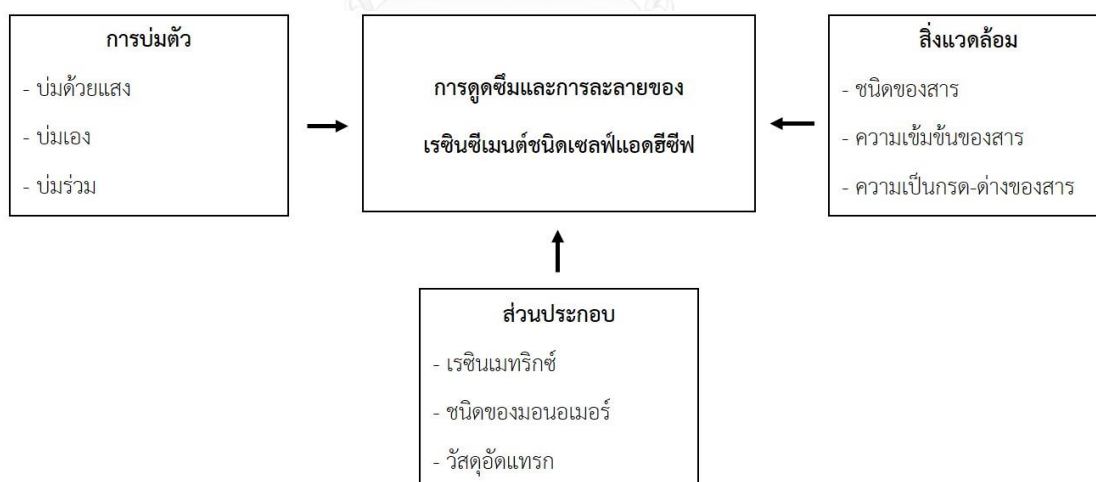 การบ่มตัว
- บ่มด้วยแสง
- บ่มเอง
- บ่มร่วม
การดูดซึมและการละลายของ
เรซินซีเมนต์ชนิดเซลฟ์แอดฮีซีฟ
สิ่งแวดล้อม
- ชนิดของสาร
- ความเข้มข้นของสาร
- ความเป็นกรด-ด่างของสาร
ส่วนประกอบ
- เรซินเมทริกซ์
- ชนิดของมอนอเมอร์
- วัสดุอัดแทรก